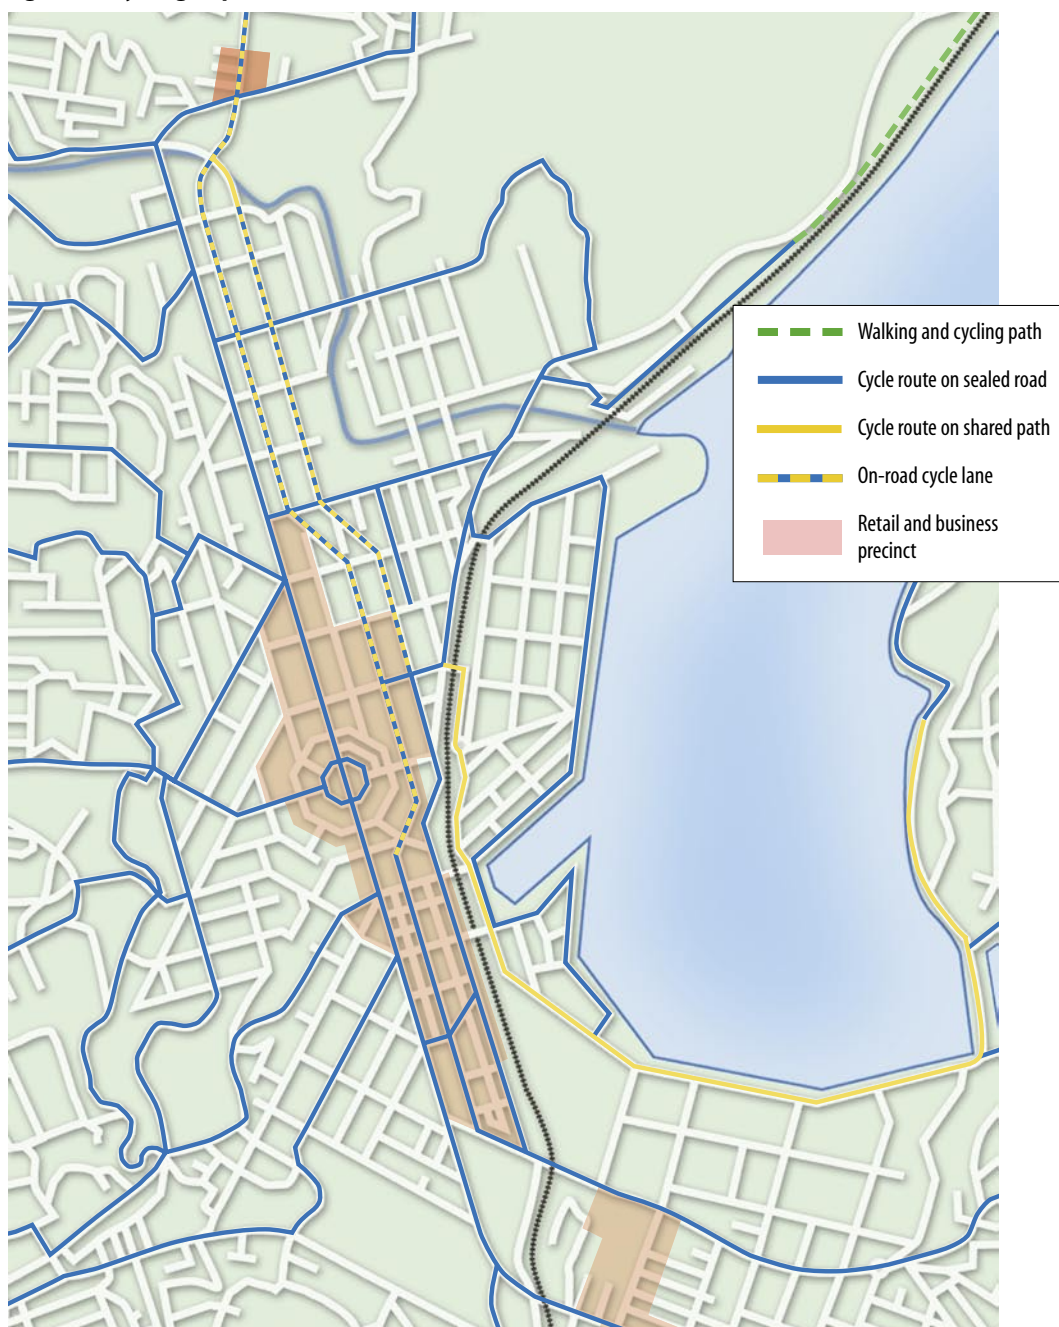 Walking and cycling path
Cycle route on sealed road
Cycle route on shared path
On-road cycle lane
Retail and business
precinct